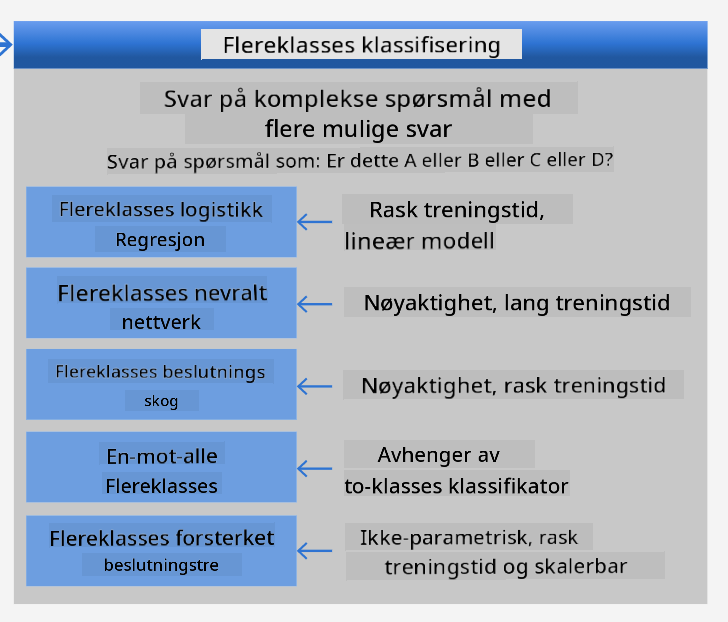 Flereklasses klassifisering
Svar på komplekse spørsmål med
flere mulige svar
Svar på spørsmål som: Er dette A eller B eller C eller D?
Flereklasses logistikk
Regresjon
Rask treningstid,
lineær modell
Flereklasses nevralt
nettverk
Nøyaktighet, lang treningstid
Flereklasses beslutnings
skog
Nøyaktighet, rask treningstid
En-mot-alle
Flereklasses
Avhenger av
to-klasses klassifikator
Flereklasses forsterket
beslutningstre
Ikke-parametrisk, rask
treningstid og skalerbar